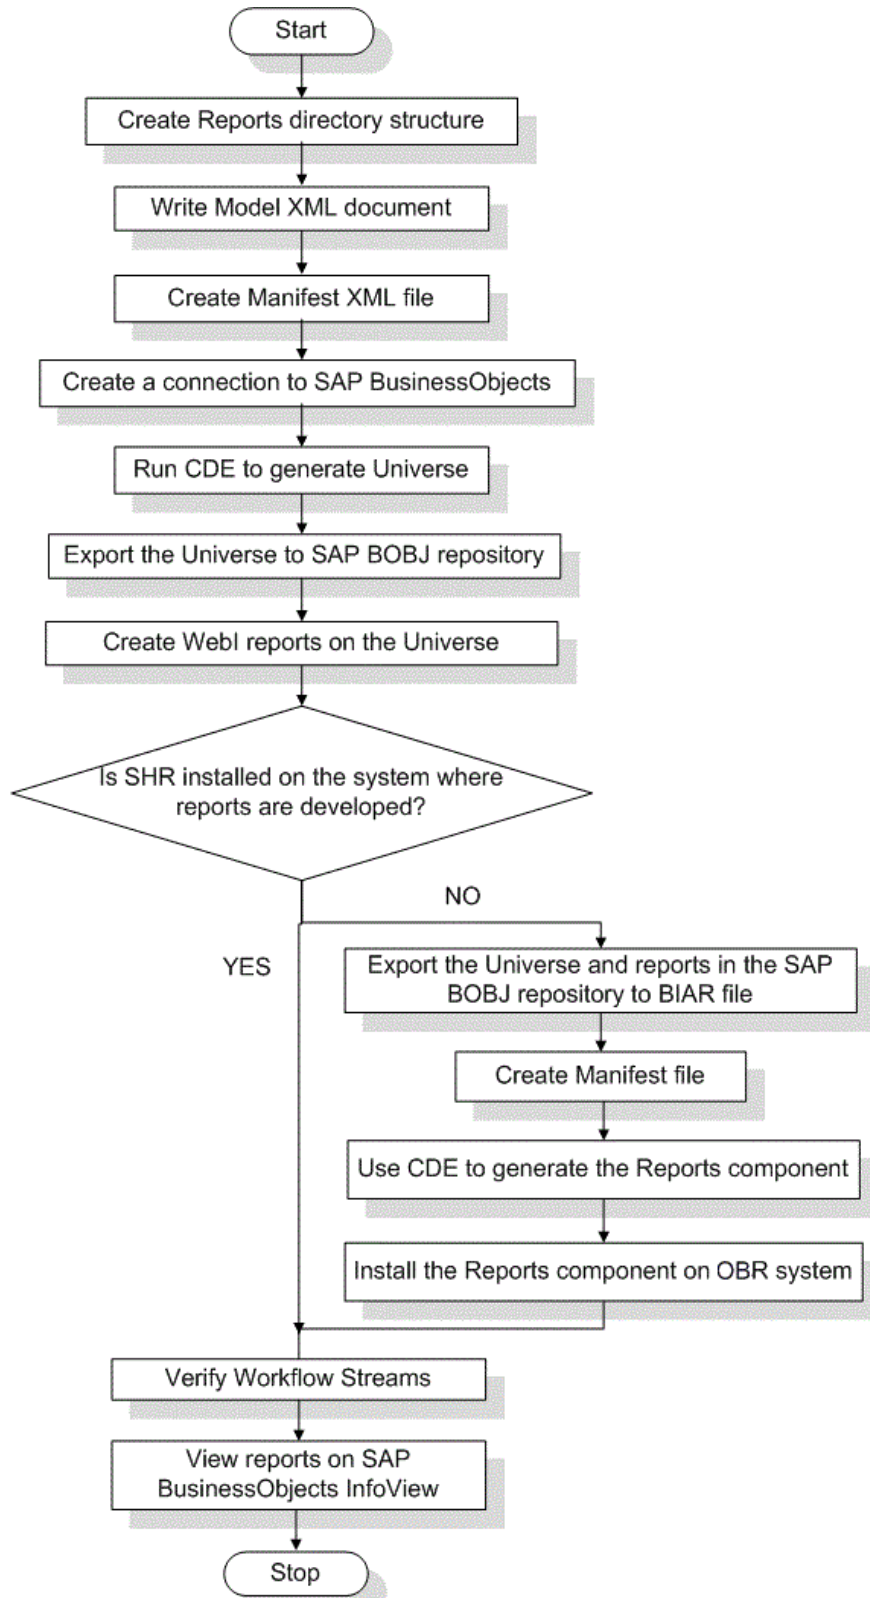 Start
Create Reports directory structure
Write Model XML document
Create Manifest XML file
Create a connection to SAP BusinessObjects
Run CDE to generate Universe
Export the Universe to SAP BOBJ repository
Create WebI reports on the Universe
Is SHR installed on the system where
reports are developed?
NO
YES
Export the Universe and reports in the SAP
BOBJ repository to BIAR file
Create Manifest file
Use CDE to generate the Reports component
Install the Reports component on OBR system
Verify Workflow Streams
View reports on SAP
BusinessObjects InfoView
Stop